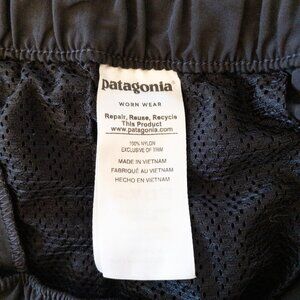 patagonia®
WORN WEAR
Repair, Reuse, Recycle
This Product
www.patagonia.com
100% NYLON
EXCLUSIVE OF TRIM
MADE IN VIETNAM
FABRIQUÉ AU VIETNAM
HECHO EN VIETNAM